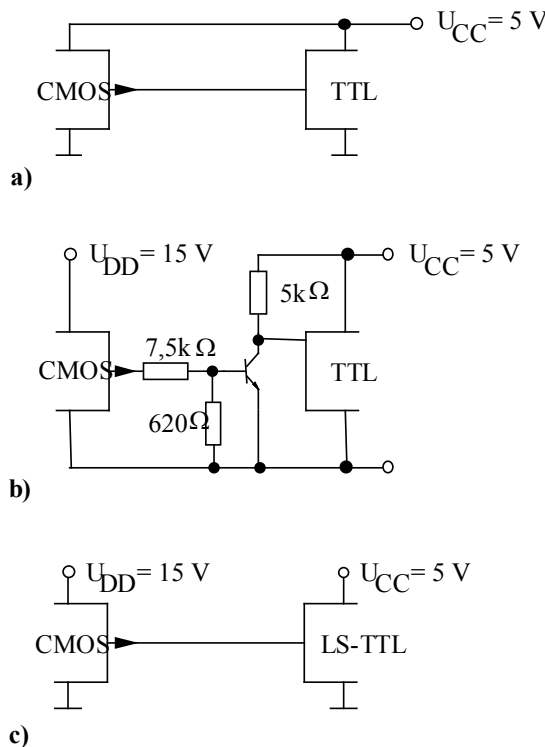 U_CC = 5 V
CMOS TTL
a)
U_DD = 15 V U_CC = 5 V
5kΩ
7,5kΩ
CMOS TTL
620Ω
b)
U_DD = 15 V U_CC = 5 V
CMOS LS-TTL
c)